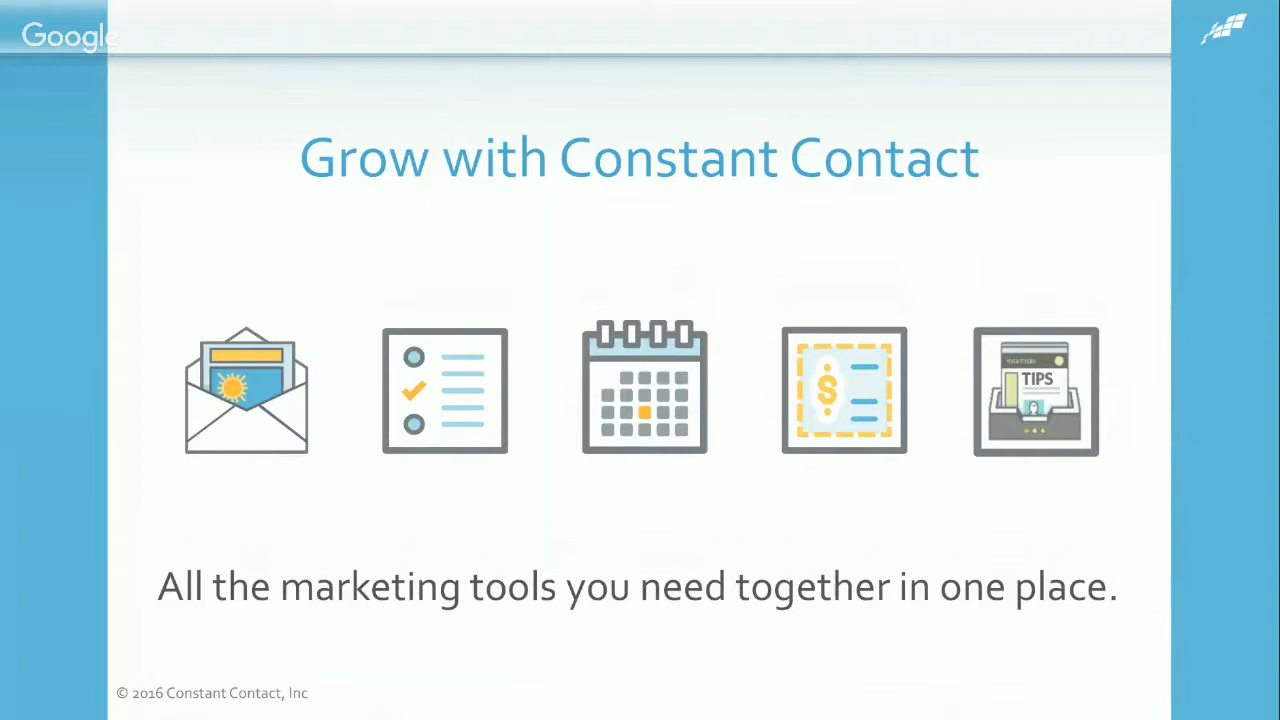 Google
Grow with Constant Contact
TIPS
All the marketing tools you need together in one place.
© 2016 Constant Contact, Inc